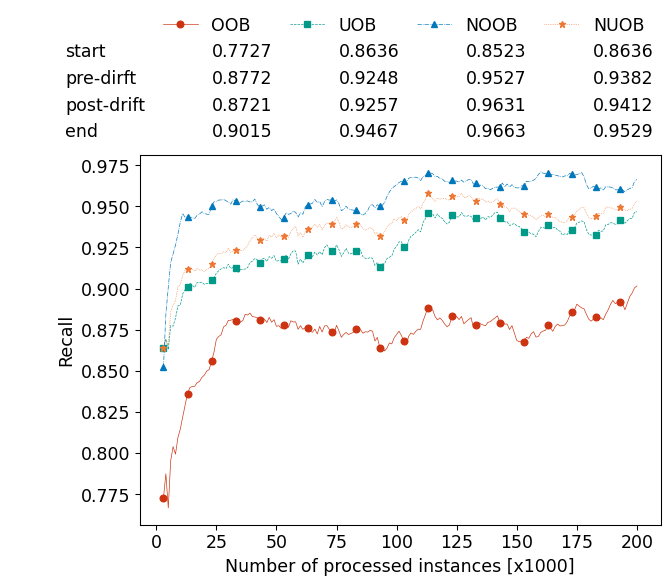 OOB UOB NOOB NUOB
start 0.7727 0.8636 0.8523 0.8636
pre-dirft 0.8772 0.9248 0.9527 0.9382
post-drift 0.8721 0.9257 0.9631 0.9412
end 0.9015 0.9467 0.9663 0.9529
0.975
0.950
0.925
0.900
0.875
0.850
0.825
0.800
0.775
Recall
0 25 50 75 100 125 150 175 200
Number of processed instances [x1000]